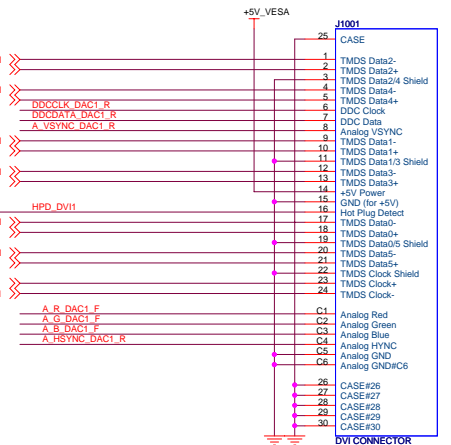 +5V_VESA
J1001
25 CASE
1 TMDS Data2-
2 TMDS Data2+
3 TMDS Data2/4 Shield
4 TMDS Data4-
5 TMDS Data4+
DDCCLK_DAC1_R 6 DDC Clock
DDCDATA_DAC1_R 7 DDC Data
A_VSYNC_DAC1_R 8 Analog VSYNC
9 TMDS Data1-
10 TMDS Data1+
11 TMDS Data1/3 Shield
12 TMDS Data3-
13 TMDS Data3+
14 +5V Power
15 GND (for +5V)
HPD_DVI1 16 Hot Plug Detect
17 TMDS Data0-
18 TMDS Data0+
19 TMDS Data0/5 Shield
20 TMDS Data5-
21 TMDS Data5+
22 TMDS Clock Shield
23 TMDS Clock+
24 TMDS Clock-
A_R_DAC1_F C1 Analog Red
A_G_DAC1_F C2 Analog Green
A_B_DAC1_F C3 Analog Blue
A_HSYNC_DAC1_R C4 Analog HYNC
C5 Analog GND
C6 Analog GND#C6
26 CASE#26
27 CASE#27
28 CASE#28
29 CASE#29
30 CASE#30
DVI CONNECTOR